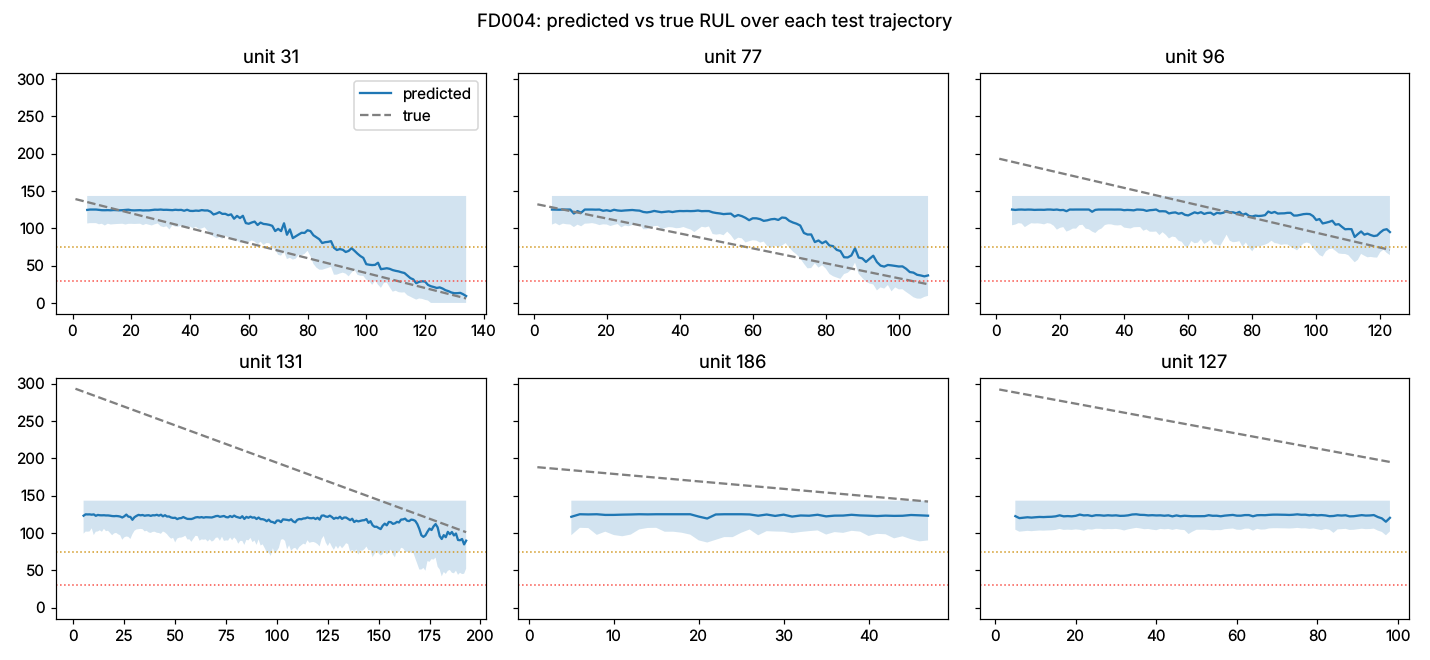 FD004: predicted vs true RUL over each test trajectory
unit 31
unit 77
unit 96
300
250
200
150
100
50
0
predicted
true
0 20 40 60 80 100 120 140
0 20 40 60 80 100
0 20 40 60 80 100 120
unit 131
unit 186
unit 127
300
250
200
150
100
50
0
0 25 50 75 100 125 150 175 200
0 10 20 30 40
0 20 40 60 80 100